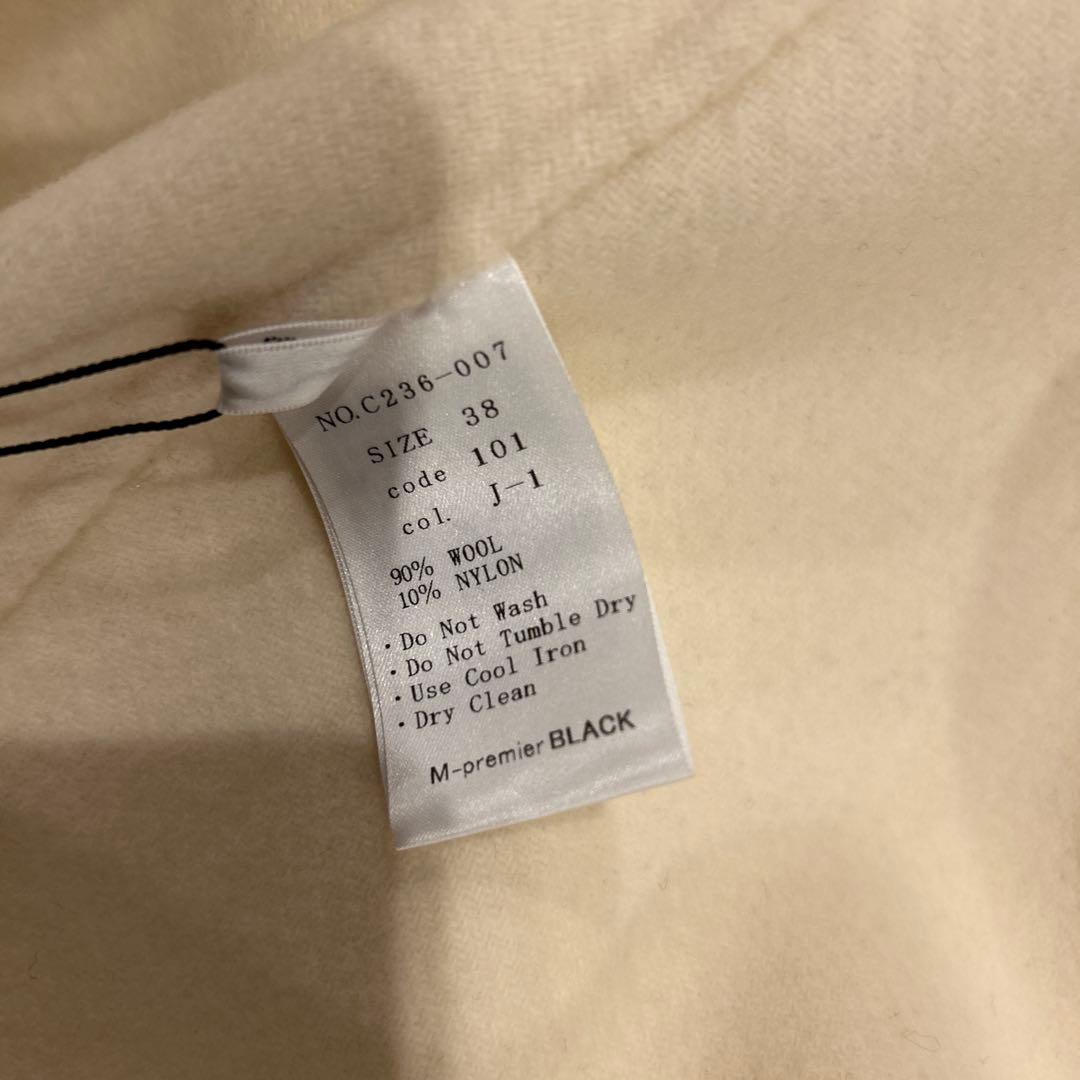 NO.C236-007
SIZE 38
code 101
col. J-1
90% WOOL
10% NYLON
・Do Not Wash
・Do Not Tumble Dry
・Use Cool Iron
・Dry Clean
M-premier BLACK